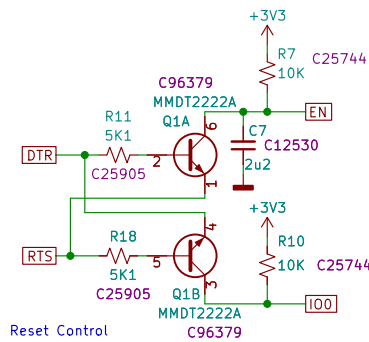 +3V3
R7
C25744
10K
C96379
MMDT2222A
EN
Q1A
6
R11
5K1
C7
C12530
DTR
2
2u2
C25905
1
+3V3
4
RTS
R18
R10
5
10K
C25744
5K1
3
C25905
Q1B
IO0
MMDT2222A
Reset Control
C96379